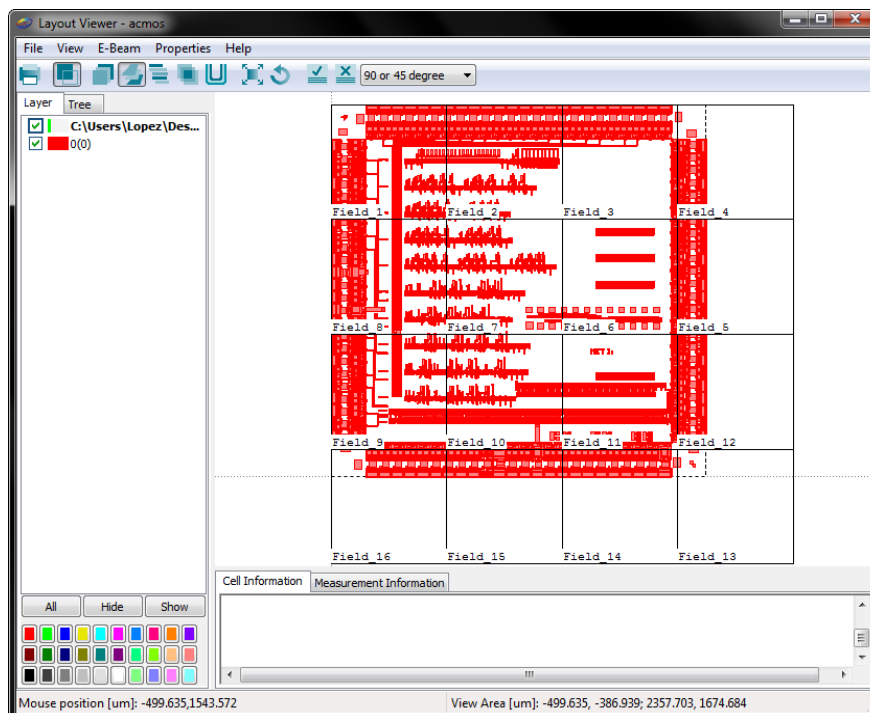 Layout Viewer - acmos
File View E-Beam Properties Help
90 or 45 degree
Layer Tree
C:\Users\Lopez\Des...
0(0)
Field_1 Field_2 Field_3 Field_4
Field_8 Field_7 Field_6 Field_5
MET3:
Field_9 Field_10 Field_11 Field_12
Field_16 Field_15 Field_14 Field_13
Cell Information Measurement Information
All Hide Show
Mouse position [um]: -499.635,1543.572
View Area [um]: -499.635, -386.939; 2357.703, 1674.684